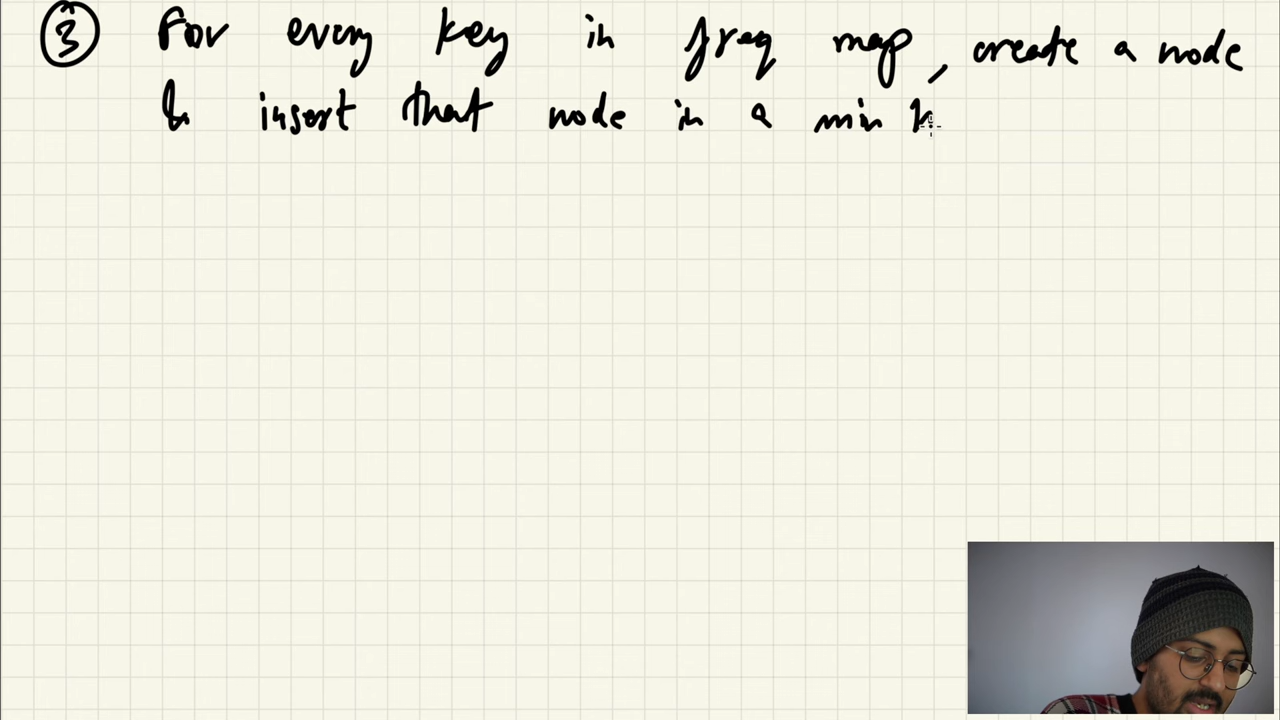 ③ For every key in freq map, create a node
& insert that node in a min h